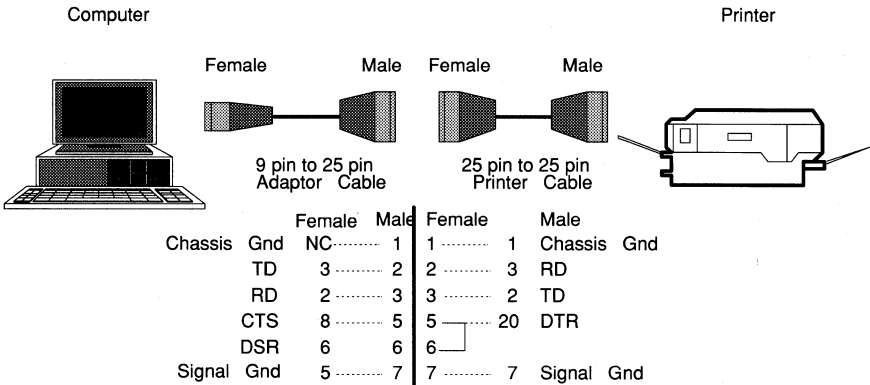 Computer Printer
Female Male Female Male
9 pin to 25 pin 25 pin to 25 pin
Adaptor Cable Printer Cable
Female Male Female Male
Chassis Gnd NC 1 1 1 Chassis Gnd
TD 3 2 2 3 RD
RD 2 3 3 2 TD
CTS 8 5 5 20 DTR
DSR 6 6 6
Signal Gnd 5 7 7 7 Signal Gnd